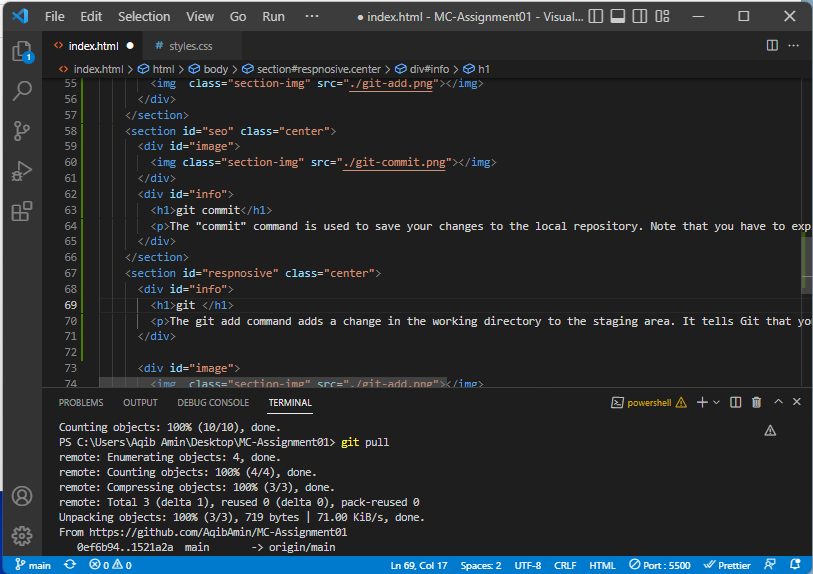 File Edit Selection View Go Run ··· ● index.html - MC-Assignment01 - Visual...
1
<> index.html ● # styles.css
<> index.html > html > body > section#respnosive.center > div#info > h1
55 <img  class="section-img" src="./git-add.png"></img>
56 </div>
57 </section>
58 <section id="seo" class="center">
59 <div id="image">
60 <img class="section-img" src="./git-commit.png"></img>
61 </div>
62 <div id="info">
63 <h1>git commit</h1>
64 <p>The "commit" command is used to save your changes to the local repository. Note that you have to exp
65 </div>
66 </section>
67 <section id="respnosive" class="center">
68 <div id="info">
69 <h1>git </h1>
70 <p>The git add command adds a change in the working directory to the staging area. It tells Git that yo
71 </div>
72
73 <div id="image">
74 <img  class="section-img" src="./git-add.png"></img>
PROBLEMS OUTPUT DEBUG CONSOLE TERMINAL powershell
Counting objects: 100% (10/10), done.
PS C:\Users\Aqib Amin\Desktop\MC-Assignment01> git pull
remote: Enumerating objects: 4, done.
remote: Counting objects: 100% (4/4), done.
remote: Compressing objects: 100% (3/3), done.
remote: Total 3 (delta 1), reused 0 (delta 0), pack-reused 0
Unpacking objects: 100% (3/3), 719 bytes | 71.00 KiB/s, done.
From https://github.com/AqibAmin/MC-Assignment01
0ef6b94..1521a2a  main       -> origin/main
main 0 0 Ln 69, Col 17 Spaces: 2 UTF-8 CRLF HTML Port : 5500 Prettier